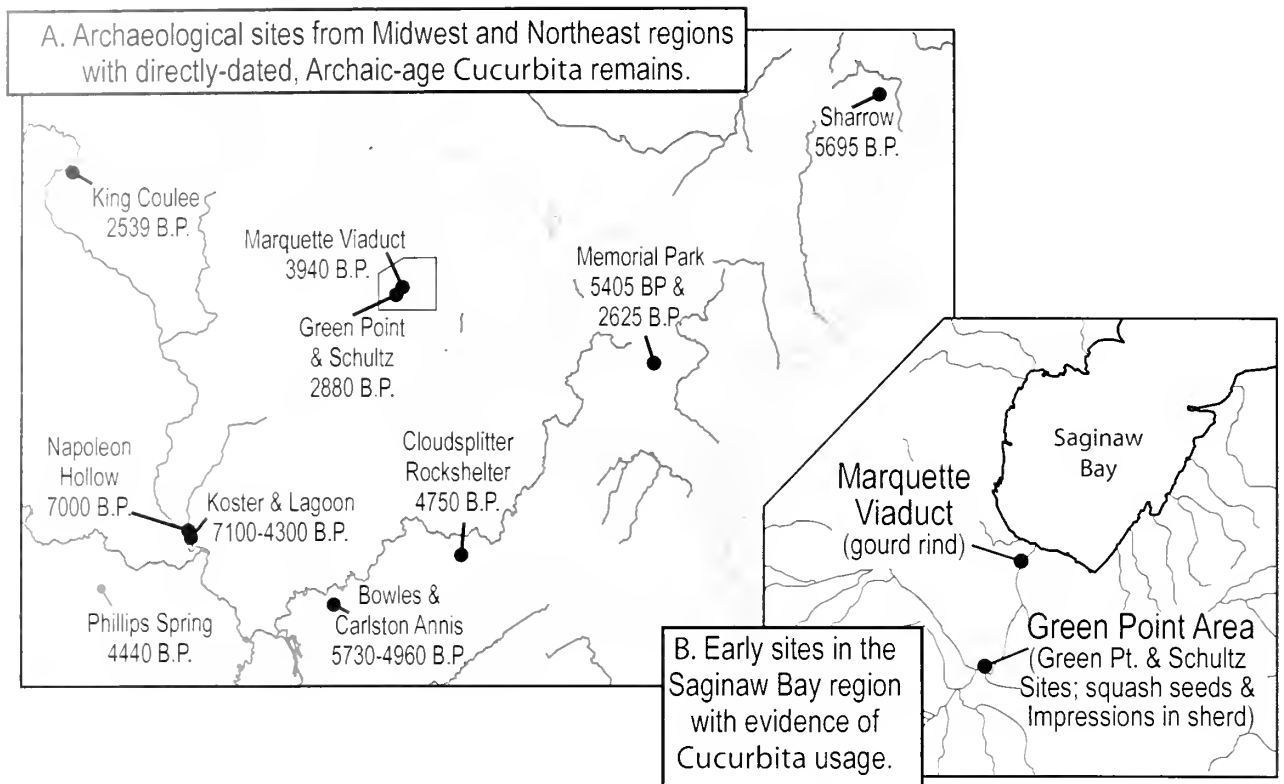 A. Archaeological sites from Midwest and Northeast regions
with directly-dated, Archaic-age Cucurbita remains.
Sharrow
5695 B.P.
King Coulee
2539 B.P.
Marquette Viaduct
3940 B.P.
Green Point
& Schultz
2880 B.P.
Memorial Park
5405 BP &
2625 B.P.
Napoleon
Hollow
7000 B.P.
Koster & Lagoon
7100-4300 B.P.
Cloudsplitter
Rockshelter
4750 B.P.
Phillips Spring
4440 B.P.
Bowles &
Carlston Annis
5730-4960 B.P.
Saginaw
Bay
Marquette
Viaduct
(gourd rind)
Green Point Area
(Green Pt. & Schultz
Sites; squash seeds &
Impressions in sherd)
B. Early sites in the
Saginaw Bay region
with evidence of
Cucurbita usage.